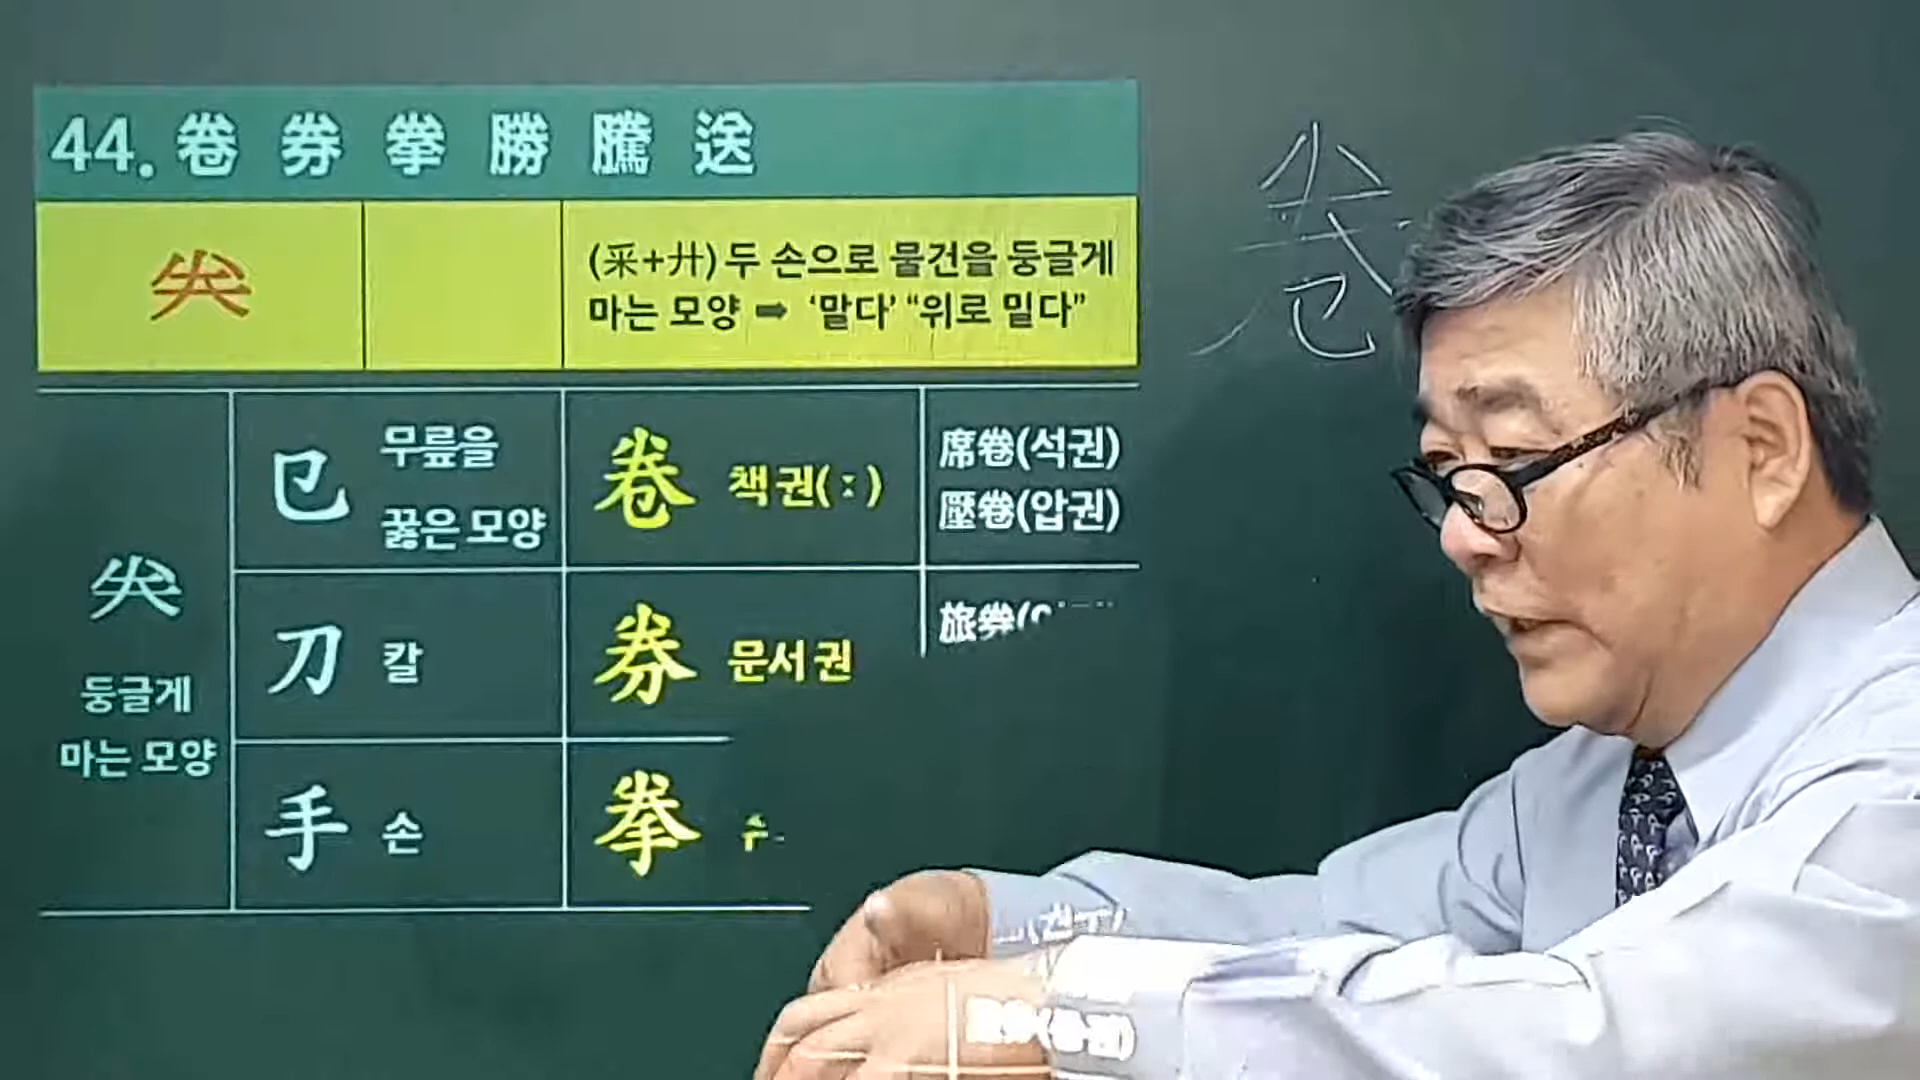 44. 卷 券 拳 勝 騰 送
龹
(釆+廾) 두 손으로 물건을 둥글게
마는 모양 ➡ ‘말다’ “위로 밀다”
龹
둥글게
마는 모양
㔾 무릎을
꿇은 모양
卷 책 권(ː)
席卷(석권)
壓卷(압권)
刀 칼
券 문서 권
旅券
手 손
拳
卷